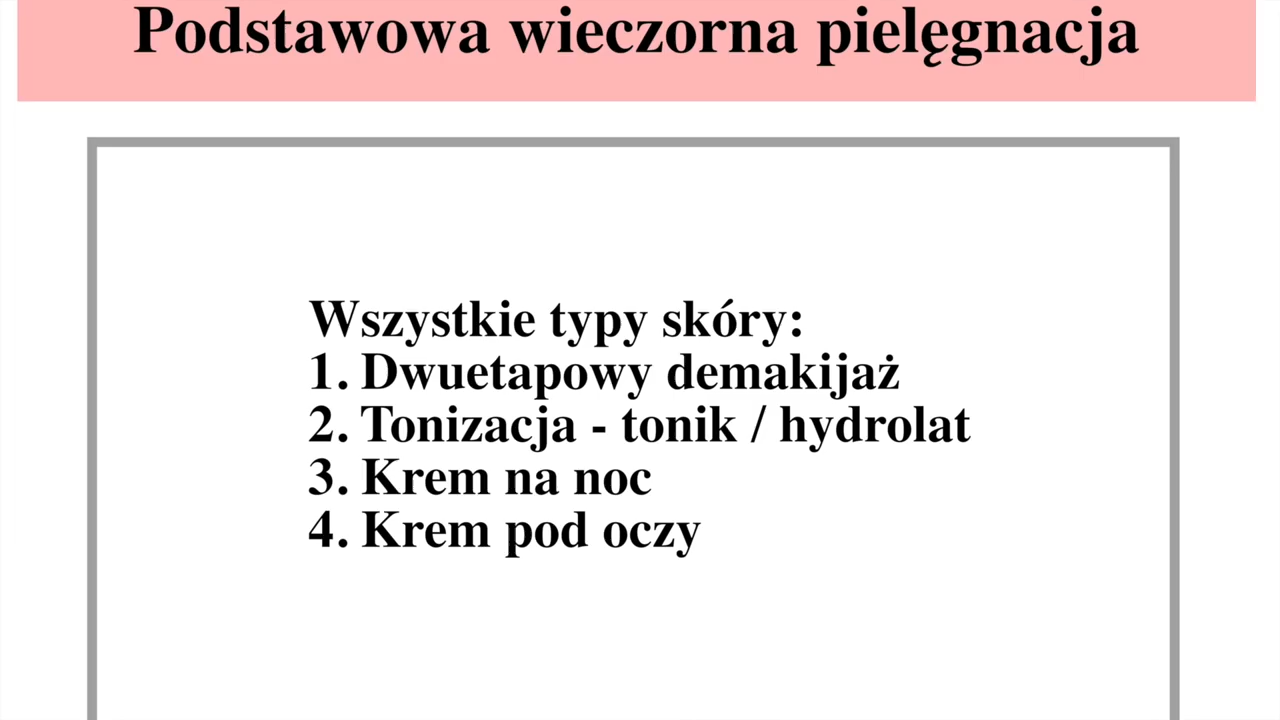 Podstawowa wieczorna pielęgnacja
Wszystkie typy skóry:
1. Dwuetapowy demakijaż
2. Tonizacja - tonik / hydrolat
3. Krem na noc
4. Krem pod oczy